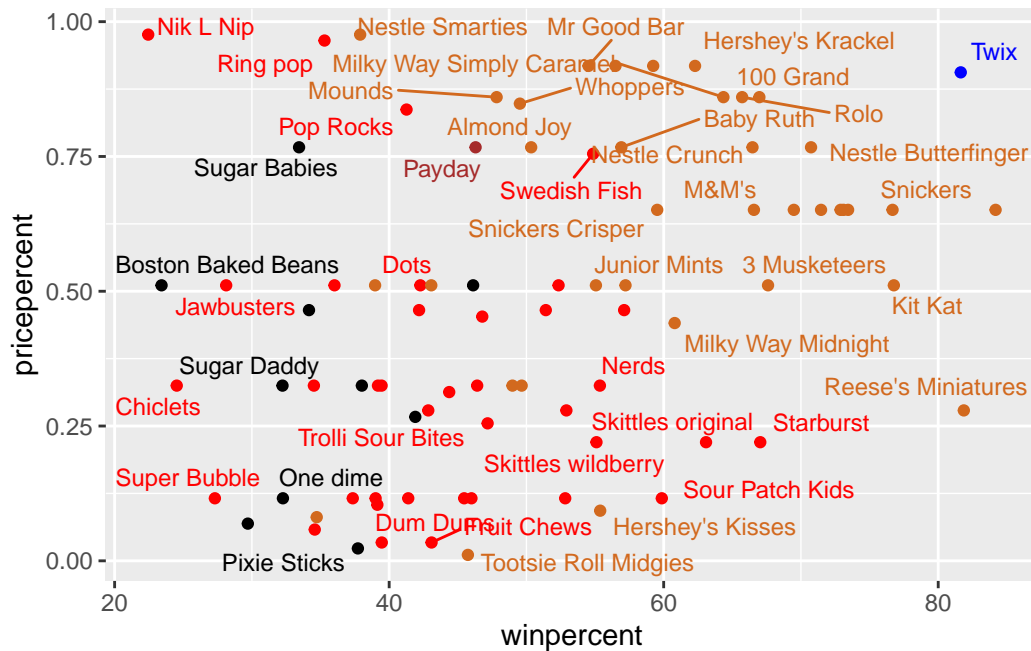 1.00
Nik L Nip
Nestle Smarties
Mr Good Bar
Hershey's Krackel
Ring pop
Milky Way Simply Caramel
100 Grand
Twix
Mounds
Whoppers
Rolo
Pop Rocks
Almond Joy
Baby Ruth
0.75
Sugar Babies
Payday
Nestle Crunch
Nestle Butterfinger
Swedish Fish
M&M's
Snickers
Snickers Crisper
Boston Baked Beans
Dots
Junior Mints
3 Musketeers
0.50
Jawbusters
Kit Kat
Milky Way Midnight
Sugar Daddy
Nerds
Reese's Miniatures
Chiclets
0.25
Trolli Sour Bites
Skittles original
Starburst
Skittles wildberry
Super Bubble
One dime
Sour Patch Kids
Dum Dums
Fruit Chews
Hershey's Kisses
0.00
Pixie Sticks
Tootsie Roll Midgies
20
40
60
80
winpercent
pricepercent